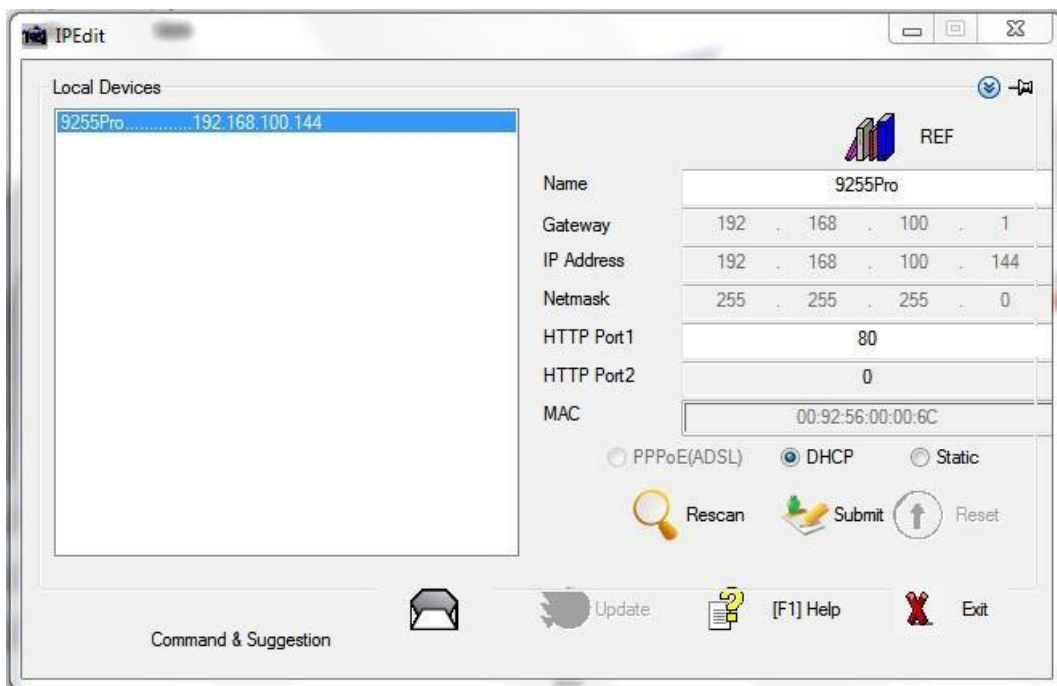 IPEdit
Local Devices
9255Pro..............192.168.100.144
REF
Name 9255Pro
Gateway 192 . 168 . 100 . 1
IP Address 192 . 168 . 100 . 144
Netmask 255 . 255 . 255 . 0
HTTP Port1 80
HTTP Port2 0
MAC 00:92:56:00:00:6C
PPPoE(ADSL) DHCP Static
Rescan Submit Reset
Update [F1] Help Exit
Command & Suggestion